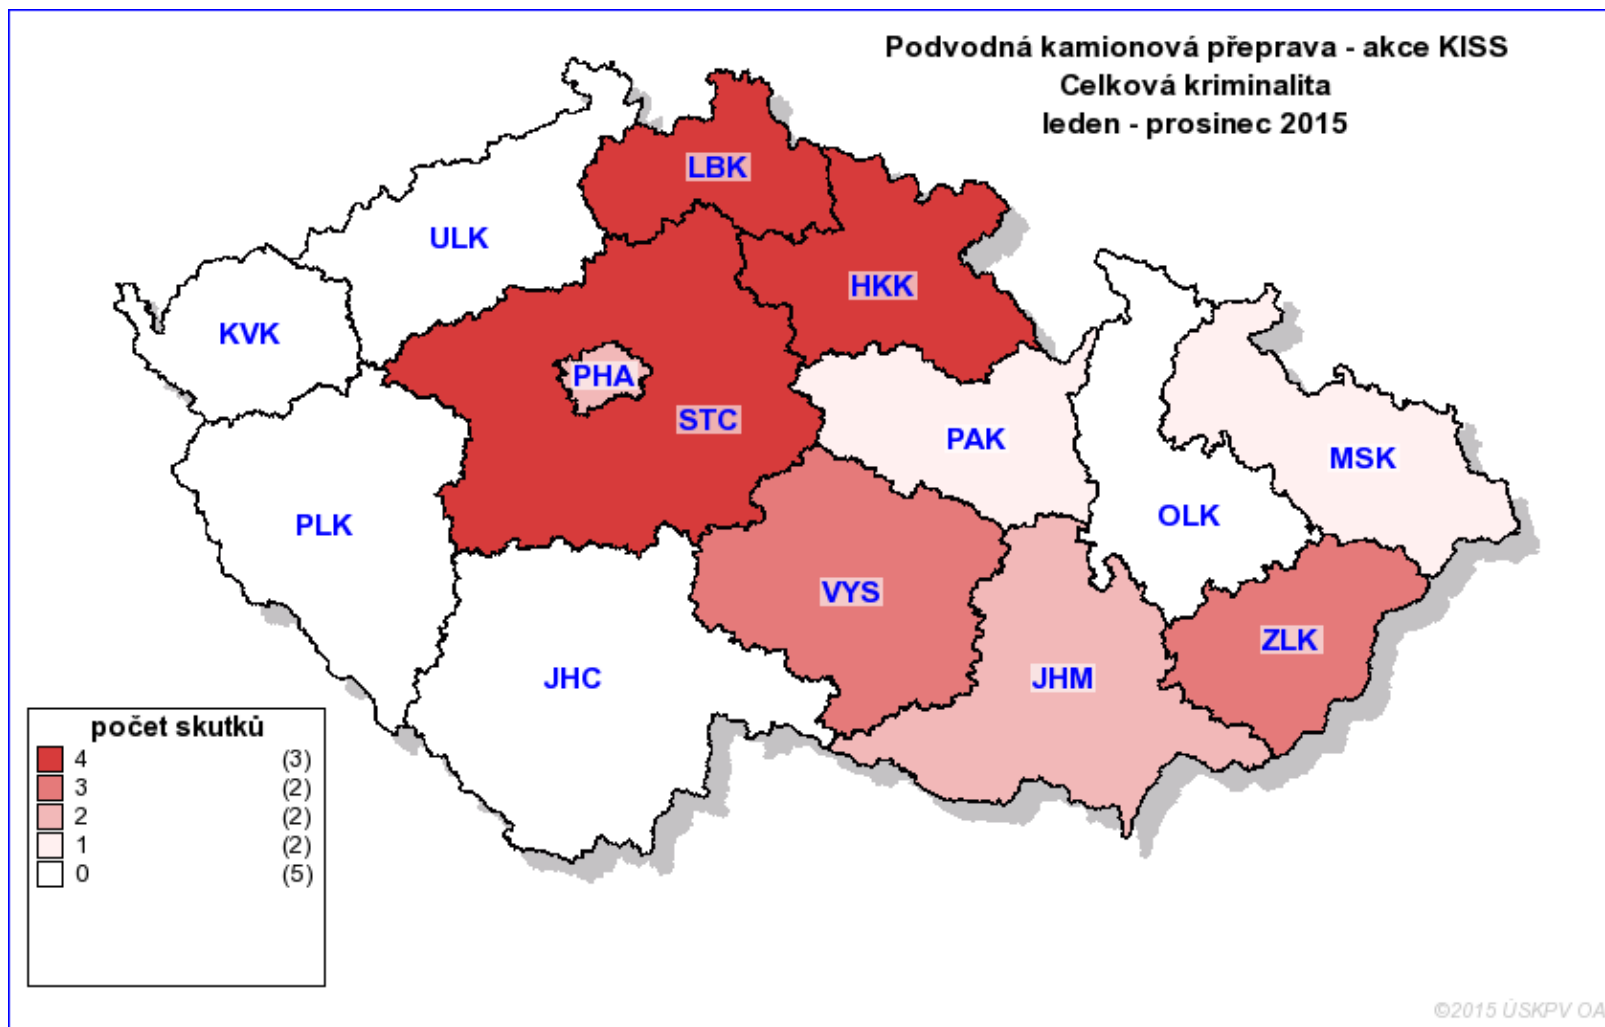 Podvodná kamionová přeprava - akce KISS
Celková kriminalita
leden - prosinec 2015
LBK
ULK
HKK
KVK
PHA
STC
PAK
MSK
PLK
OLK
VYS
ZLK
JHC
JHM
počet skutků
4 (3)
3 (2)
2 (2)
1 (2)
0 (5)
©2015 ÚSKPV OA